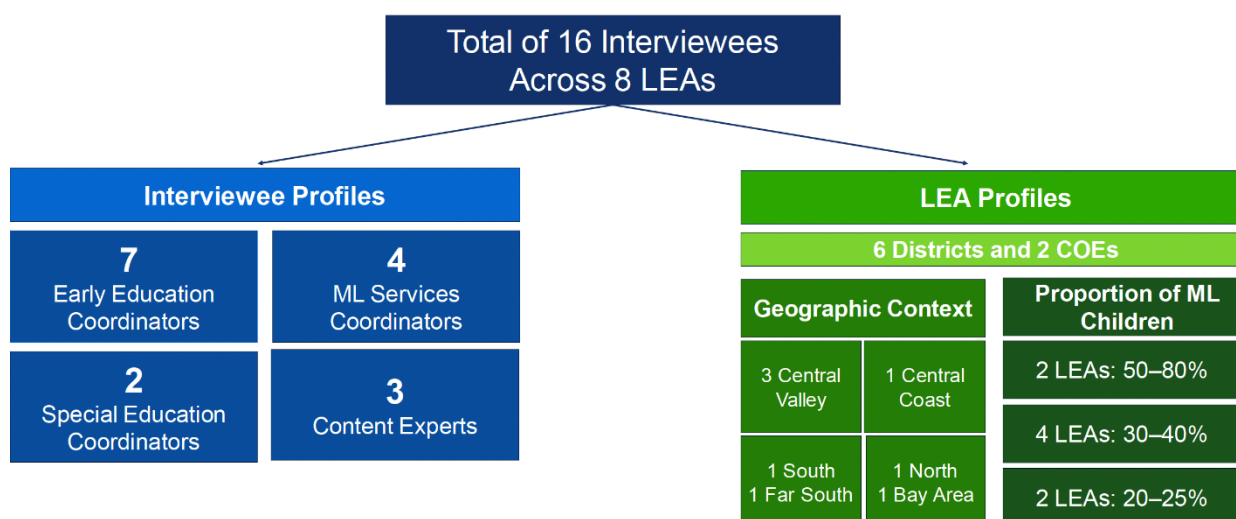 Total of 16 Interviewees
Across 8 LEAs
Interviewee Profiles
7
Early Education
Coordinators
4
ML Services
Coordinators
2
Special Education
Coordinators
3
Content Experts
LEA Profiles
6 Districts and 2 COEs
Geographic Context
3 Central
Valley
1 Central
Coast
1 South
1 Far South
1 North
1 Bay Area
Proportion of ML
Children
2 LEAs: 50–80%
4 LEAs: 30–40%
2 LEAs: 20–25%